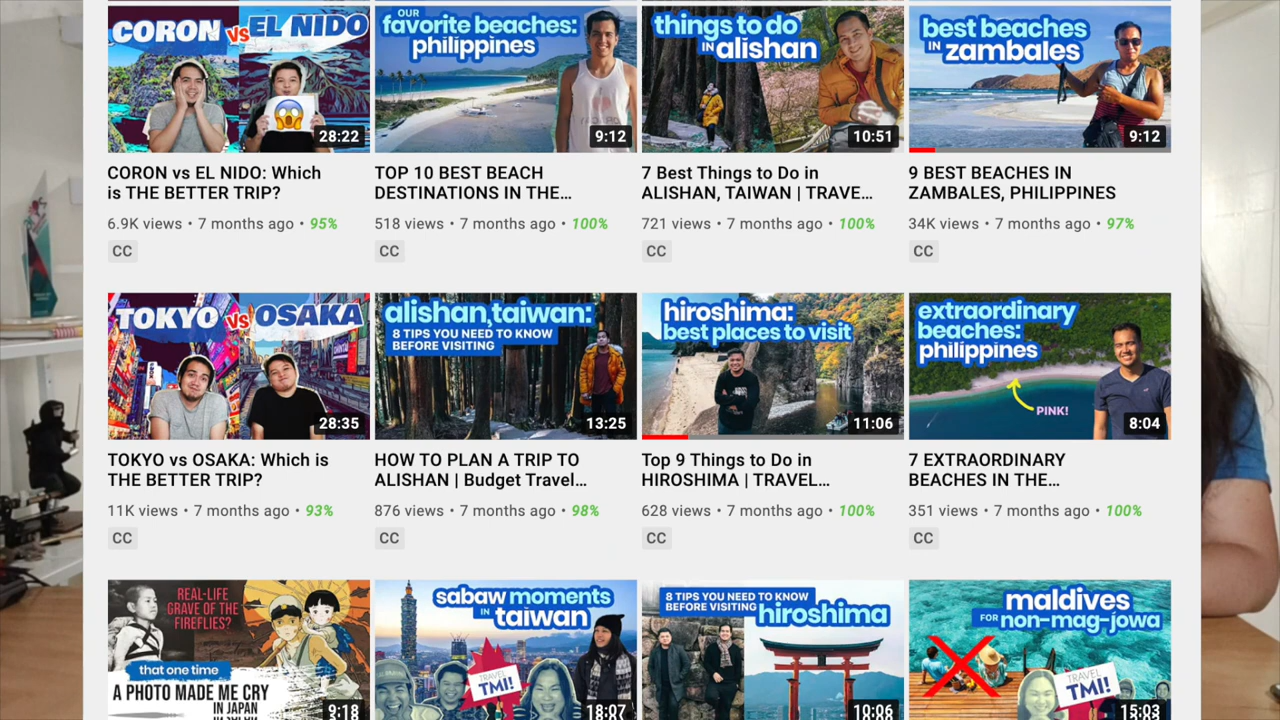 CORON vs EL NIDO
28:22
OUR
favorite beaches:
philippines
9:12
things to do
IN alishan
10:51
best beaches
IN zambales
9:12
CORON vs EL NIDO: Which
is THE BETTER TRIP?
6.9K views • 7 months ago • 95%
CC
TOP 10 BEST BEACH
DESTINATIONS IN THE...
518 views • 7 months ago • 100%
CC
7 Best Things to Do in
ALISHAN, TAIWAN | TRAVE...
721 views • 7 months ago • 100%
CC
9 BEST BEACHES IN
ZAMBALES, PHILIPPINES
34K views • 7 months ago • 97%
CC
TOKYO vs OSAKA
28:35
alishan, taiwan:
8 TIPS YOU NEED TO KNOW
BEFORE VISITING
13:25
hiroshima:
best places to visit
11:06
extraordinary
beaches:
philippines
PINK!
8:04
TOKYO vs OSAKA: Which is
THE BETTER TRIP?
11K views • 7 months ago • 93%
CC
HOW TO PLAN A TRIP TO
ALISHAN | Budget Travel...
876 views • 7 months ago • 98%
CC
Top 9 Things to Do in
HIROSHIMA | TRAVEL...
628 views • 7 months ago • 100%
CC
7 EXTRAORDINARY
BEACHES IN THE...
351 views • 7 months ago • 100%
CC
REAL-LIFE
GRAVE OF THE
FIREFLIES?
that one time
A PHOTO MADE ME CRY
IN JAPAN
9:18
sabaw moments
IN taiwan
TRAVEL
TMI!
18:07
8 TIPS YOU NEED TO KNOW
BEFORE VISITING hiroshima
10:06
maldives
FOR non-mag-jowa
TRAVEL
TMI!
15:03